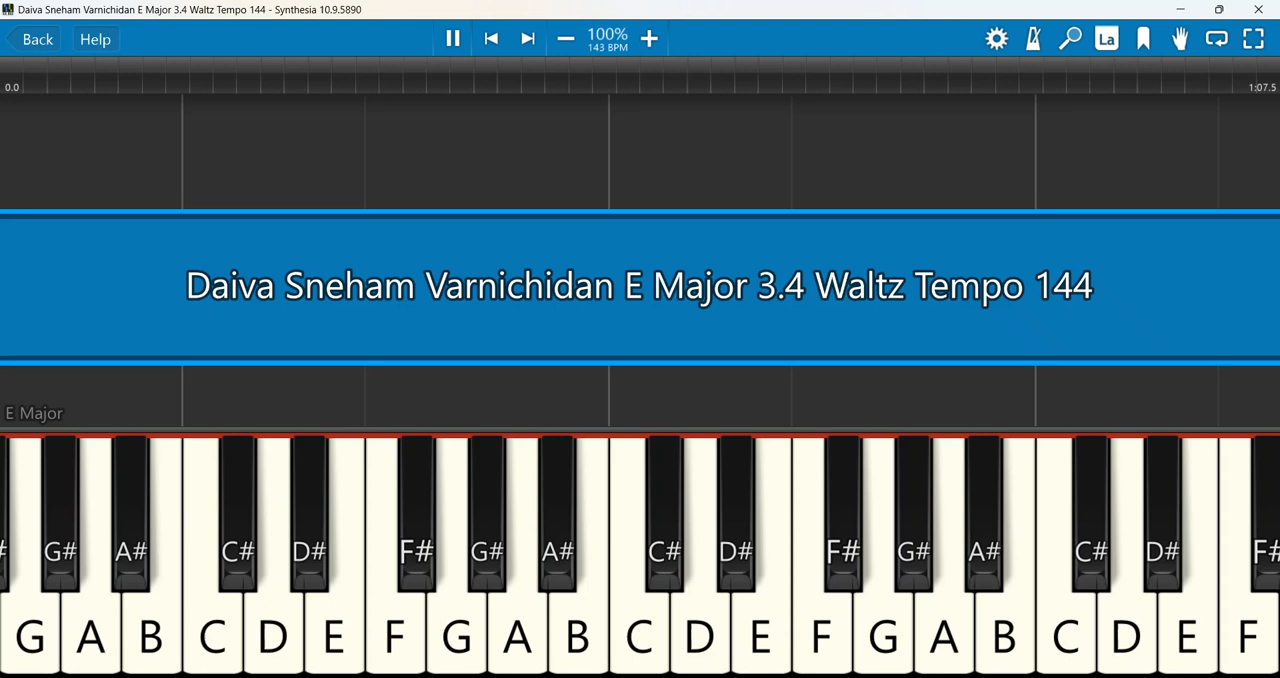 Daiva Sneham Varnichidan E Major 3.4 Waltz Tempo 144 - Synthesia 10.9.5890
Back Help 100% La
143 BPM
0.0 1:07.5
Daiva Sneham Varnichidan E Major 3.4 Waltz Tempo 144
E Major
# G# A# C# D# F# G# A# C# D# F# G# A# C# D# F#
G A B C D E F G A B C D E F G A B C D E F